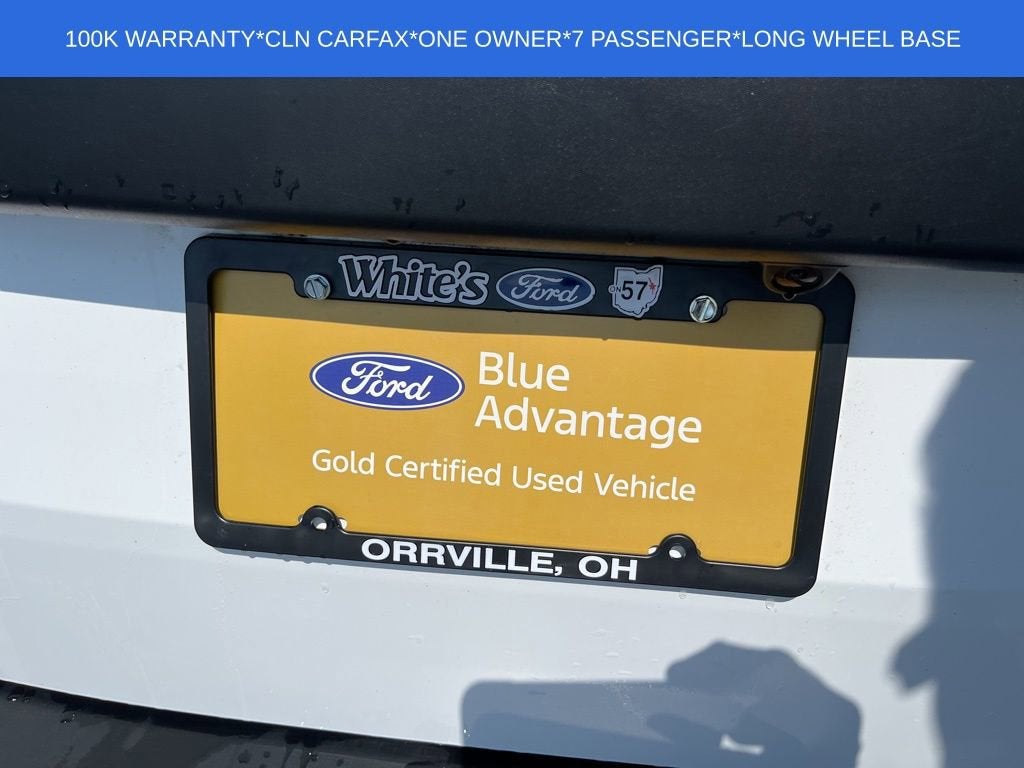 100K WARRANTY*CLN CARFAX*ONE OWNER*7 PASSENGER*LONG WHEEL BASE
White's Ford ON 57
Ford Blue
Advantage
Gold Certified Used Vehicle
ORRVILLE, OH